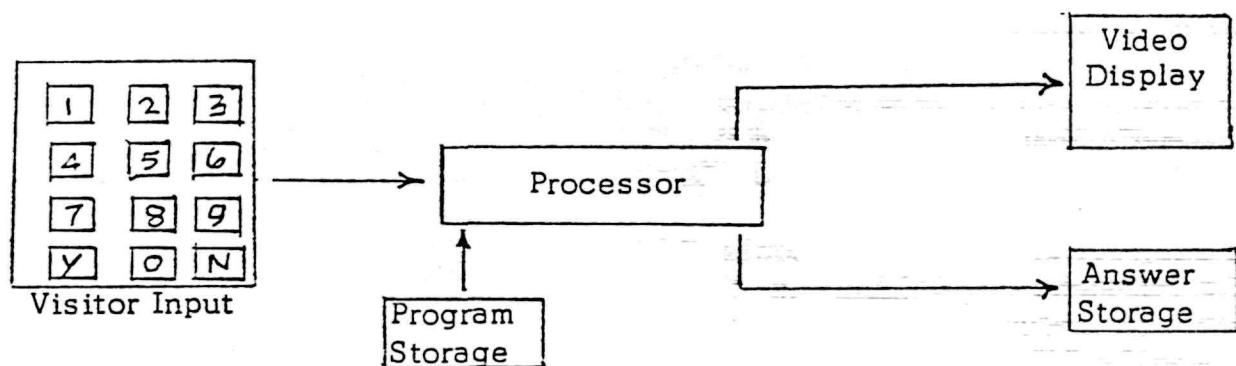 1 2 3
4 5 6
7 8 9
Y 0 N
Visitor Input
Processor
Program
Storage
Video
Display
Answer
Storage